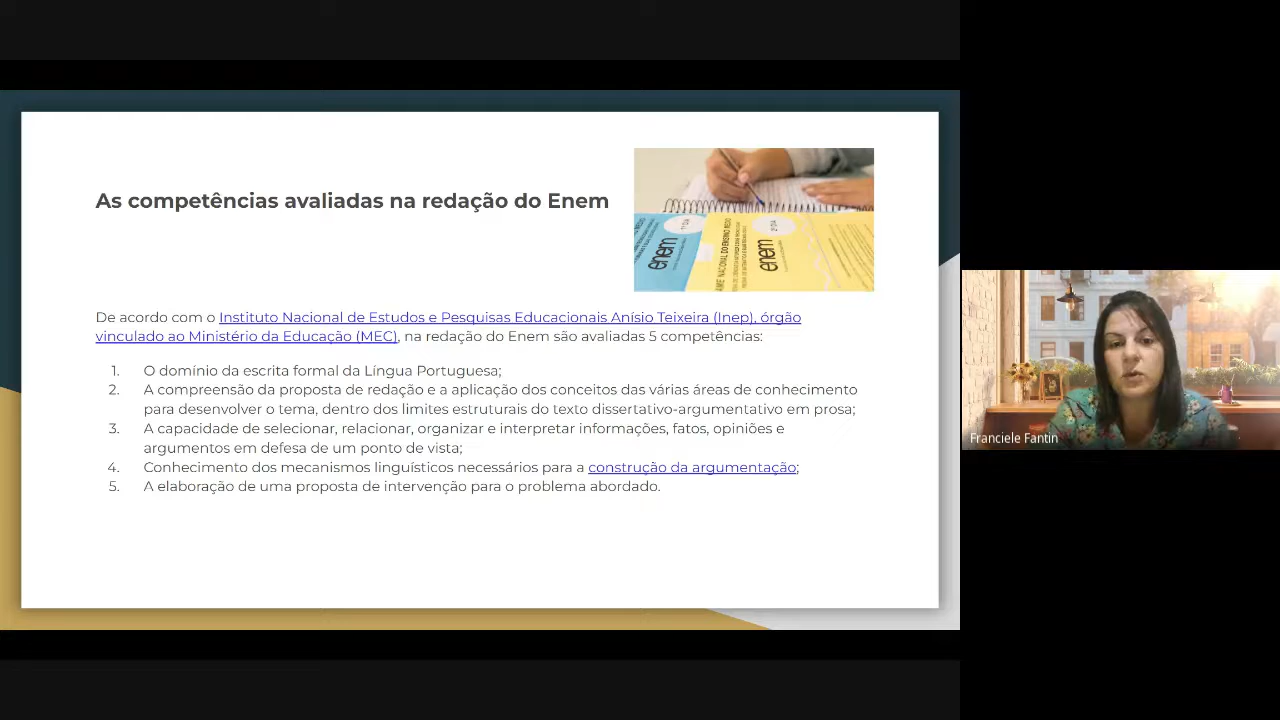 As competências avaliadas na redação do Enem
enem
enem
De acordo com o Instituto Nacional de Estudos e Pesquisas Educacionais Anísio Teixeira (Inep), órgão
vinculado ao Ministério da Educação (MEC), na redação do Enem são avaliadas 5 competências:
1. O domínio da escrita formal da Língua Portuguesa;
2. A compreensão da proposta de redação e a aplicação dos conceitos das várias áreas de conhecimento
para desenvolver o tema, dentro dos limites estruturais do texto dissertativo-argumentativo em prosa;
3. A capacidade de selecionar, relacionar, organizar e interpretar informações, fatos, opiniões e
argumentos em defesa de um ponto de vista;
4. Conhecimento dos mecanismos linguísticos necessários para a construção da argumentação;
5. A elaboração de uma proposta de intervenção para o problema abordado.
Franciele Fantin